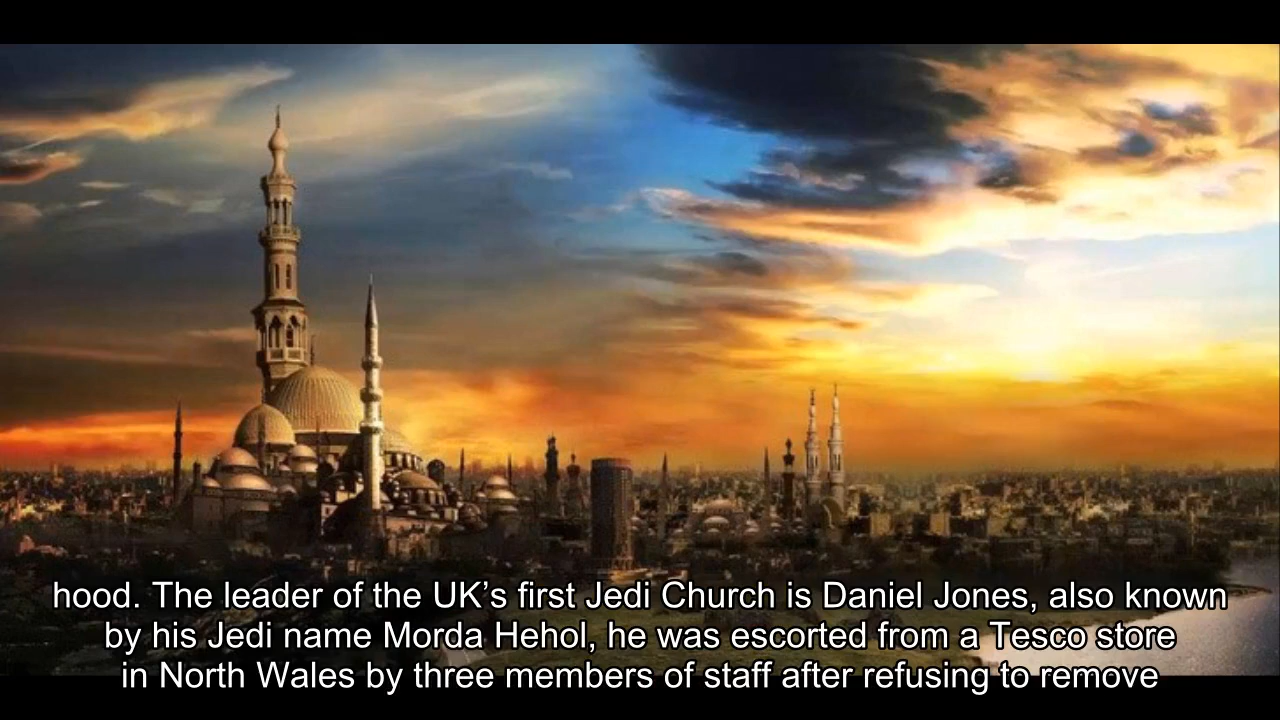 hood. The leader of the UK’s first Jedi Church is Daniel Jones, also known
by his Jedi name Morda Hehol, he was escorted from a Tesco store
in North Wales by three members of staff after refusing to remove